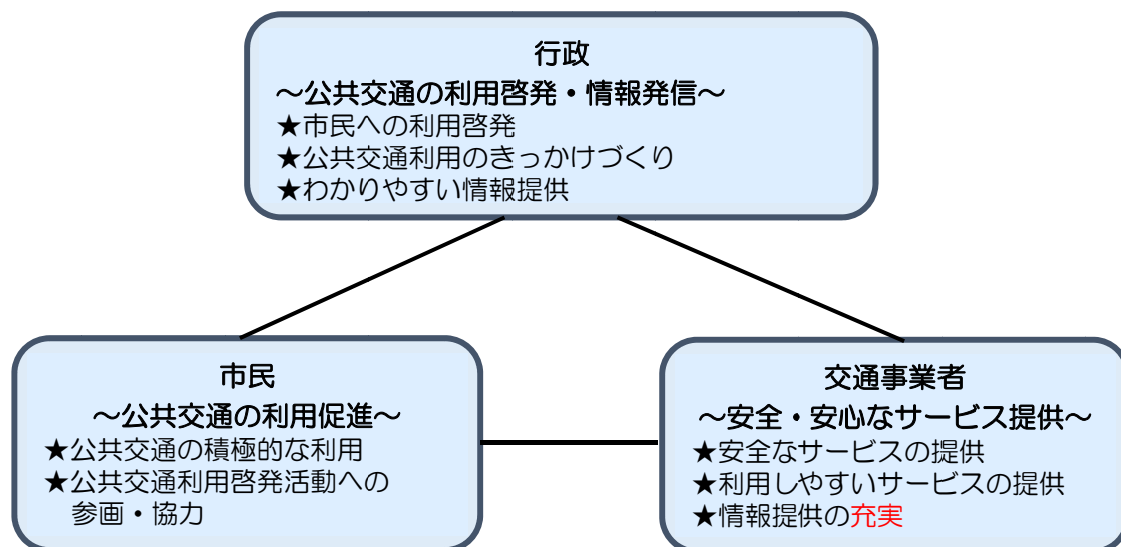 行政
~公共交通の利用啓発・情報発信~
★市民への利用啓発
★公共交通利用のきっかけづくり
★わかりやすい情報提供
市民
~公共交通の利用促進~
★公共交通の積極的な利用
★公共交通利用啓発活動への
参画・協力
交通事業者
~安全・安心なサービス提供~
★安全なサービスの提供
★利用しやすいサービスの提供
★情報提供の充実